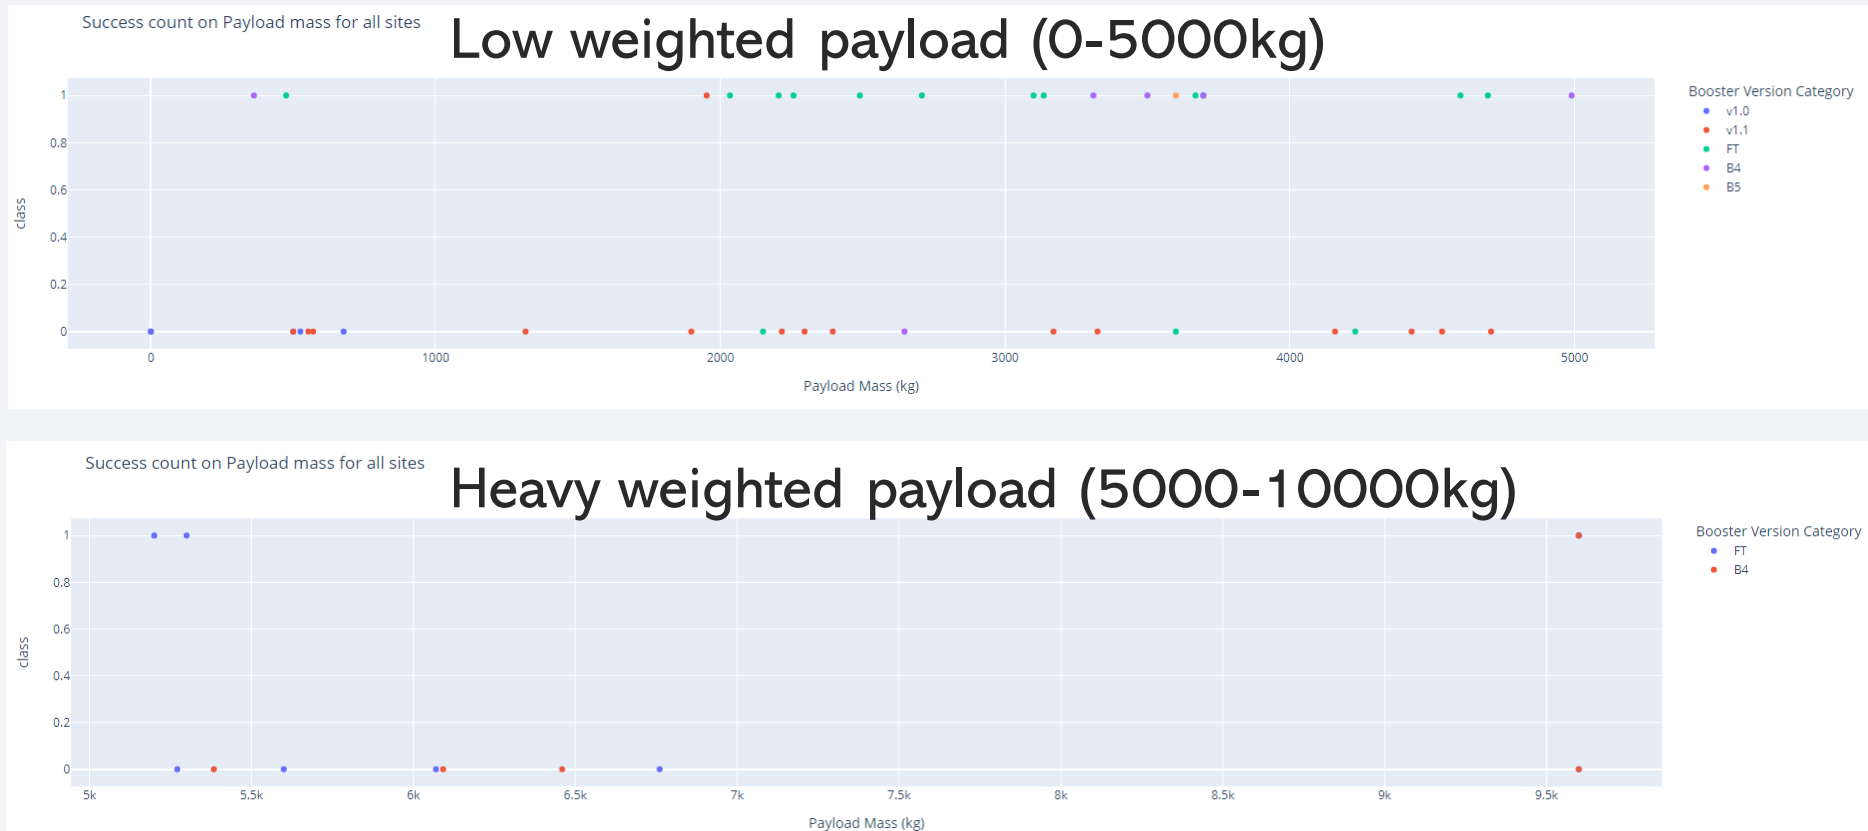 Success count on Payload mass for all sites
Low weighted payload (0-5000kg)
Booster Version Category
v1.0
v1.1
FT
B4
B5
class
1
0.8
0.6
0.4
0.2
0
0 1000 2000 3000 4000 5000
Payload Mass (kg)
Success count on Payload mass for all sites
Heavy weighted payload (5000-10000kg)
Booster Version Category
FT
B4
class
1
0.8
0.6
0.4
0.2
0
5k 5.5k 6k 6.5k 7k 7.5k 8k 8.5k 9k 9.5k
Payload Mass (kg)